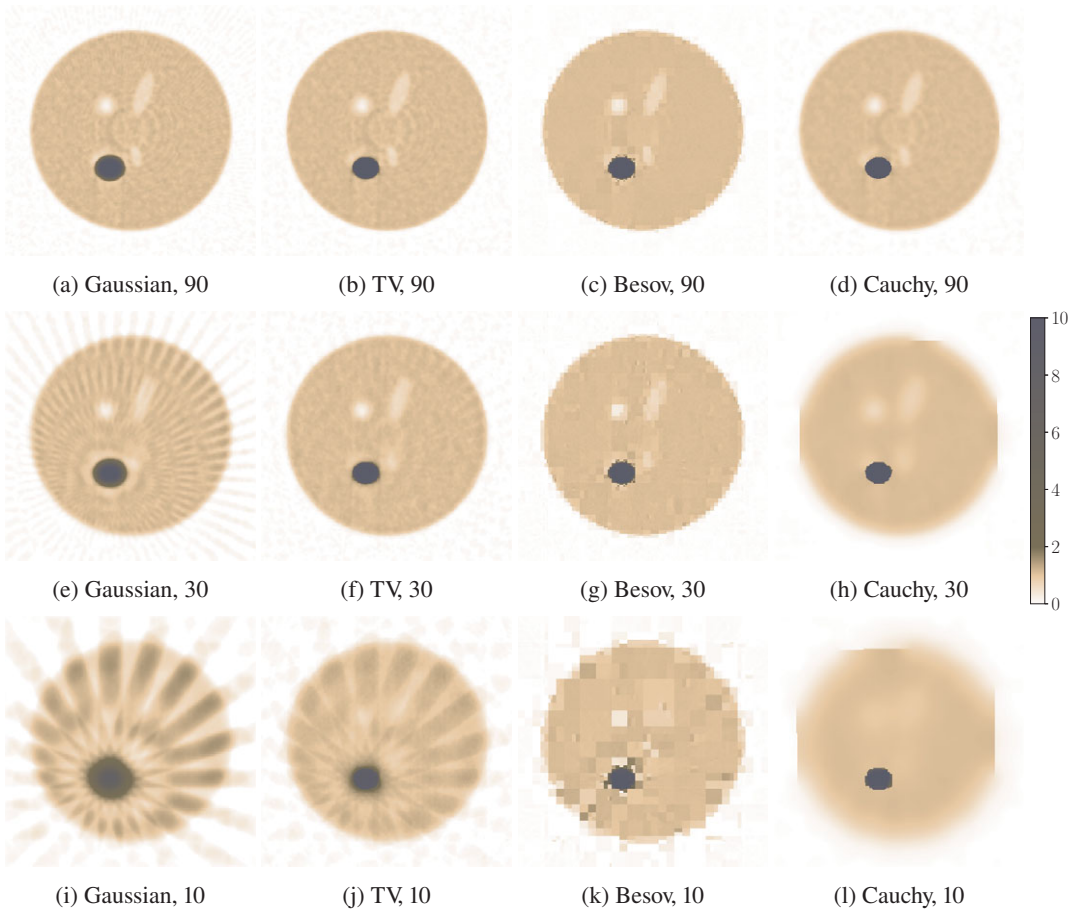 (a) Gaussian, 90
(b) TV, 90
(c) Besov, 90
(d) Cauchy, 90
10
8
6
4
2
0
(e) Gaussian, 30
(f) TV, 30
(g) Besov, 30
(h) Cauchy, 30
(i) Gaussian, 10
(j) TV, 10
(k) Besov, 10
(l) Cauchy, 10